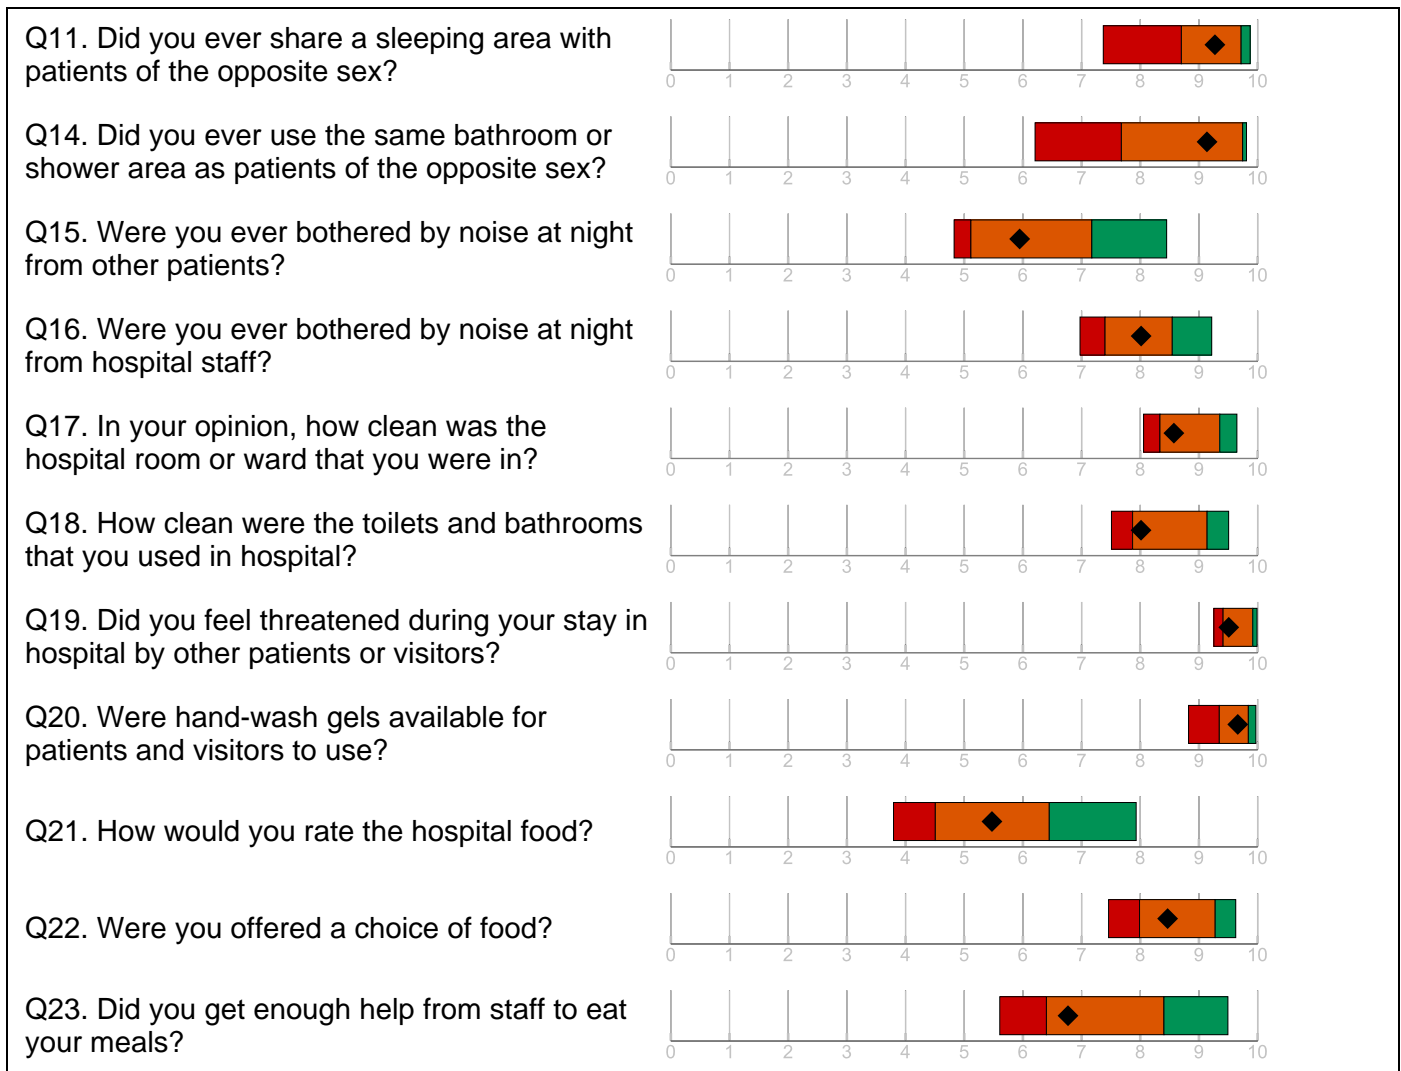 Q11. Did you ever share a sleeping area with
patients of the opposite sex?
0 1 2 3 4 5 6 7 8 9 10
Q14. Did you ever use the same bathroom or
shower area as patients of the opposite sex?
0 1 2 3 4 5 6 7 8 9 10
Q15. Were you ever bothered by noise at night
from other patients?
0 1 2 3 4 5 6 7 8 9 10
Q16. Were you ever bothered by noise at night
from hospital staff?
0 1 2 3 4 5 6 7 8 9 10
Q17. In your opinion, how clean was the
hospital room or ward that you were in?
0 1 2 3 4 5 6 7 8 9 10
Q18. How clean were the toilets and bathrooms
that you used in hospital?
0 1 2 3 4 5 6 7 8 9 10
Q19. Did you feel threatened during your stay in
hospital by other patients or visitors?
0 1 2 3 4 5 6 7 8 9 10
Q20. Were hand-wash gels available for
patients and visitors to use?
0 1 2 3 4 5 6 7 8 9 10
Q21. How would you rate the hospital food?
0 1 2 3 4 5 6 7 8 9 10
Q22. Were you offered a choice of food?
0 1 2 3 4 5 6 7 8 9 10
Q23. Did you get enough help from staff to eat
your meals?
0 1 2 3 4 5 6 7 8 9 10